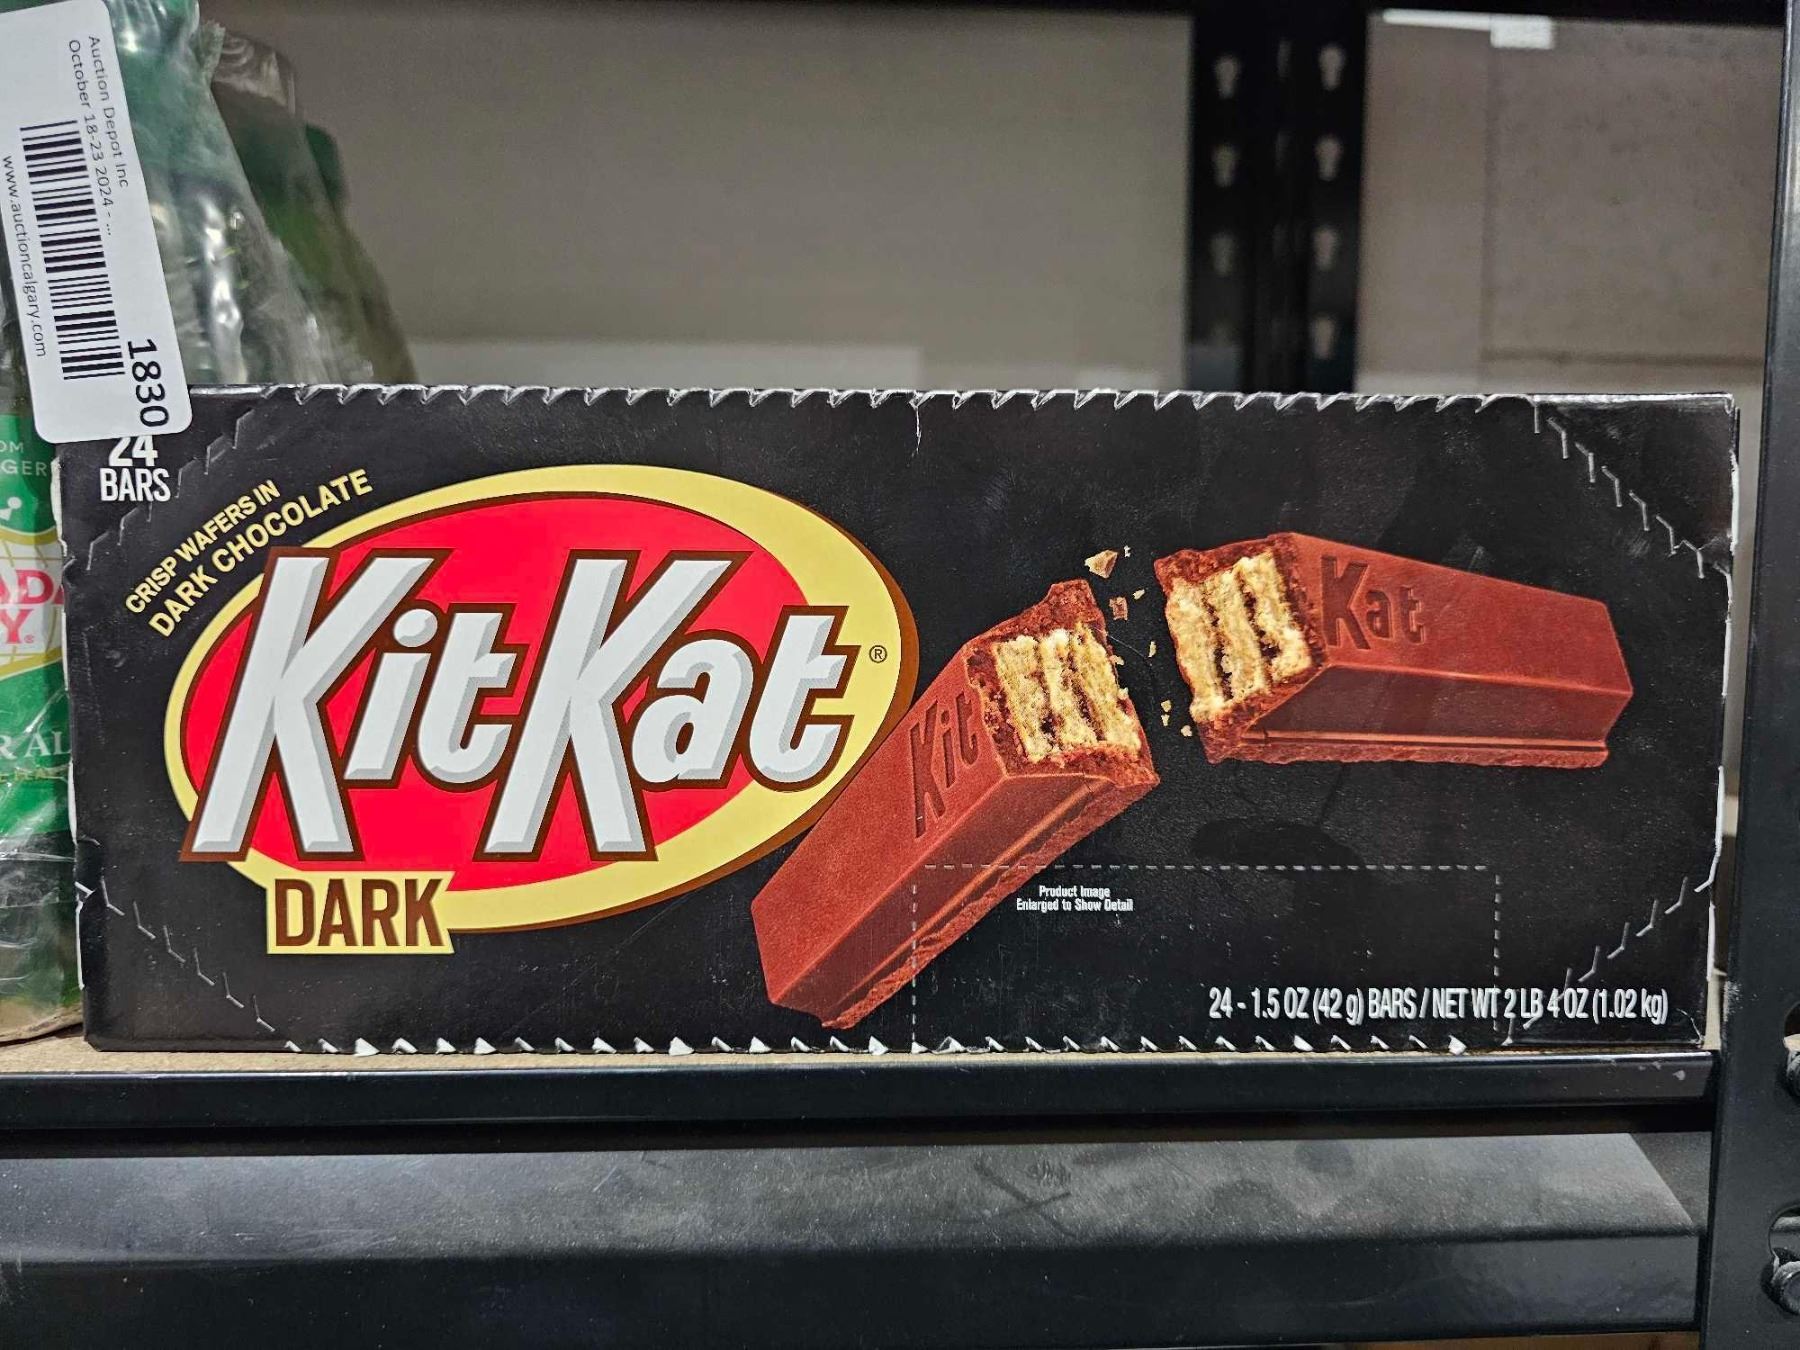 Auction Depot Inc
October 18-23 2024 - ...
1830
www.auctioncalgary.com
24
BARS
CRISP WAFERS IN
DARK CHOCOLATE
KitKat®
DARK
Kit
Kat
Product Image
Enlarged to Show Detail
24 - 1.5 OZ (42 g) BARS / NET WT 2 LB 4 OZ (1.02 kg)